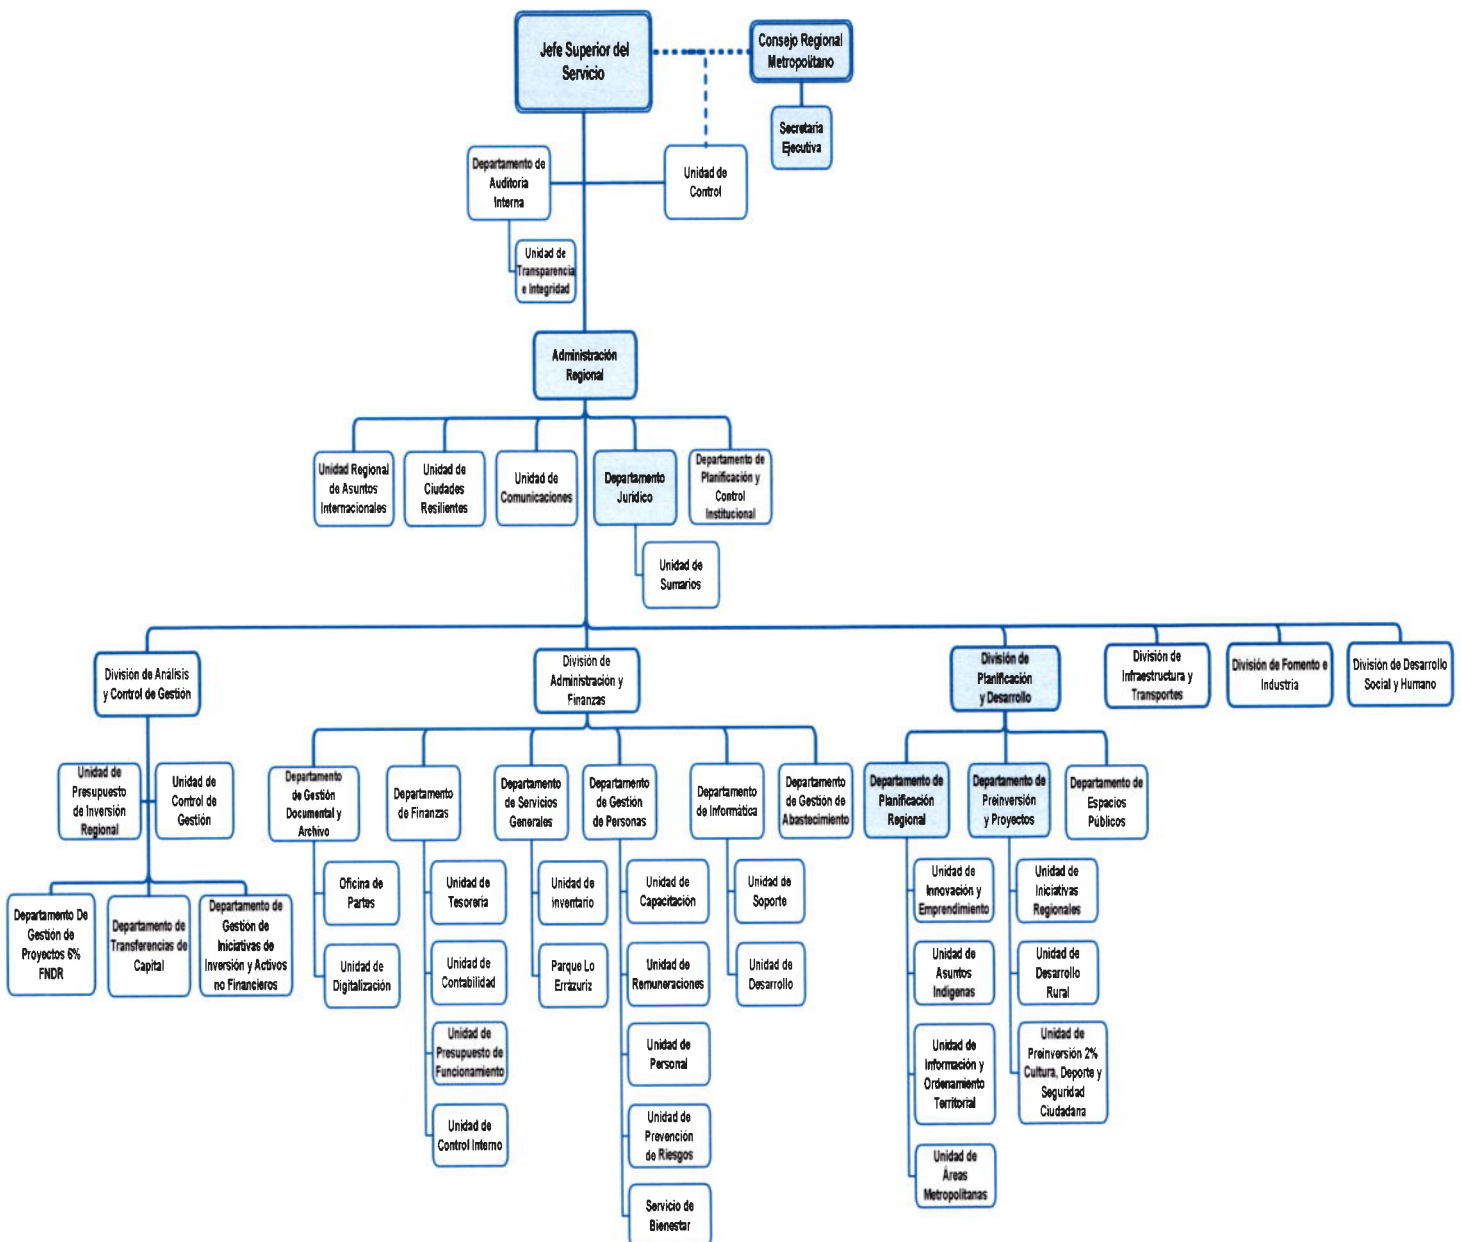 Jefe Superior del
Servicio
Consejo Regional
Metropolitano
Secretaria
Ejecutiva
Departamento de
Auditoria
Interna
Unidad de
Control
Unidad de
Transparencia
e Integridad
Administración
Regional
Unidad Regional
de Asuntos
Internacionales
Unidad de
Ciudades
Resilientes
Unidad de
Comunicaciones
Departamento
Jurídico
Departamento de
Planificación y
Control
Institucional
Unidad de
Sumarios
División de Análisis
y Control de Gestión
División de
Administración y
Finanzas
División de
Planificación
y Desarrollo
División de
Infraestructura y
Transportes
División de Fomento e
Industria
División de Desarrollo
Social y Humano
Unidad de
Presupuesto
de Inversión
Regional
Unidad de
Control de
Gestión
Departamento
de Gestión
Documental y
Archivo
Departamento
de Finanzas
Departamento
de Servicios
Generales
Departamento
de Gestión
de Personas
Departamento
de Informática
Departamento
de Gestión de
Abastecimiento
Departamento de
Planificación
Regional
Departamento de
Preinversión
y Proyectos
Departamento de
Espacios
Públicos
Departamento De
Gestión de
Proyectos 6%
FNDR
Departamento de
Transferencias de
Capital
Departamento de
Gestión de
Iniciativas de
Inversión y Activos
no Financieros
Oficina de
Partes
Unidad de
Digitalización
Unidad de
Tesorería
Unidad de
Contabilidad
Unidad de
Presupuesto de
Funcionamiento
Unidad de
Control Interno
Unidad de
Inventario
Parque Lo
Errázuriz
Unidad de
Capacitación
Unidad de
Remuneraciones
Unidad de
Personal
Unidad de
Prevención
de Riesgos
Servicio de
Bienestar
Unidad de
Soporte
Unidad de
Desarrollo
Unidad de
Innovación y
Emprendimiento
Unidad de
Asuntos
Indígenas
Unidad de
Información y
Ordenamiento
Territorial
Unidad de
Áreas
Metropolitanas
Unidad de
Iniciativas
Regionales
Unidad de
Desarrollo
Rural
Unidad de
Preinversión 2%
Cultura, Deporte y
Seguridad
Ciudadana